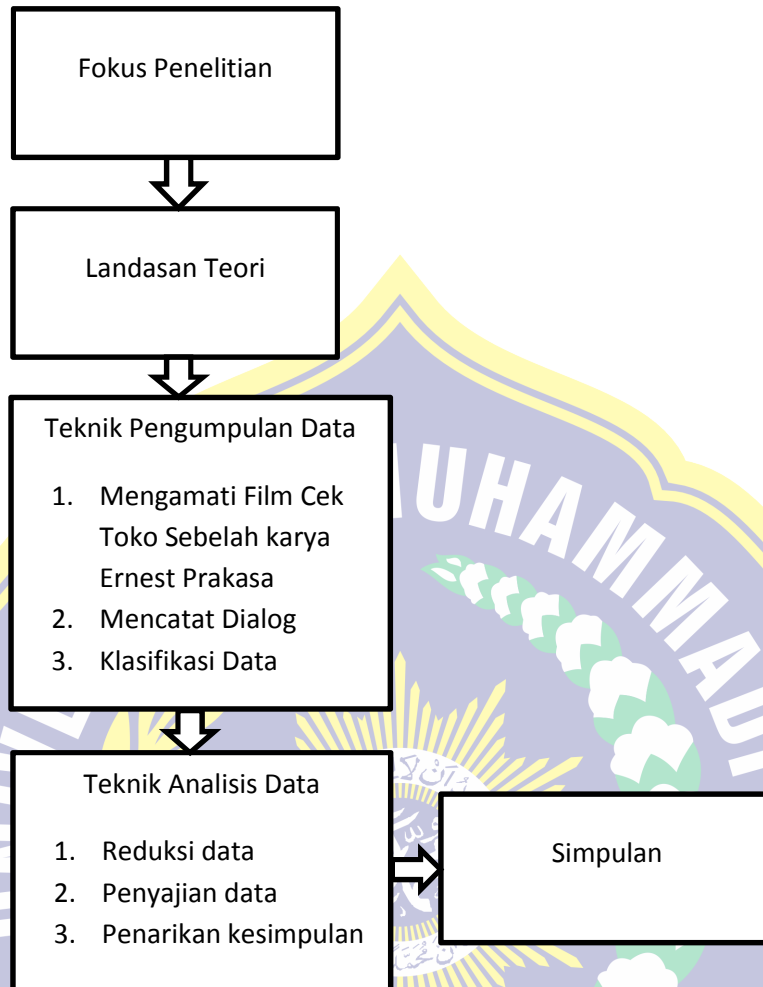 Fokus Penelitian
Landasan Teori
Teknik Pengumpulan Data
1. Mengamati Film Cek
Toko Sebelah karya
Ernest Prakasa
2. Mencatat Dialog
3. Klasifikasi Data
Teknik Analisis Data
1. Reduksi data
2. Penyajian data
3. Penarikan kesimpulan
Simpulan
MUHAMMADI